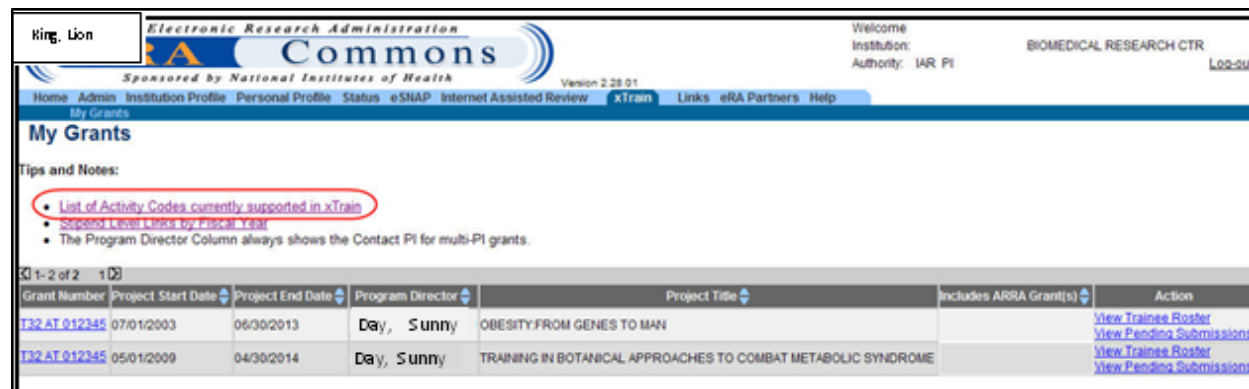 King, Lion
Electronic Research Administration
RA Commons
Sponsored by National Institutes of Health
Version 2.28.01
Welcome
Institution: BIOMEDICAL RESEARCH CTR
Authority: IAR PI
Log-ou
Home Admin Institution Profile Personal Profile Status eSNAP Internet Assisted Review xTrain Links eRA Partners Help
My Grants
My Grants
Tips and Notes:
• List of Activity Codes currently supported in xTrain
• Stipend Level Links by Fiscal Year
• The Program Director Column always shows the Contact PI for multi-PI grants.
1-2 of 2 1
Grant Number Project Start Date Project End Date Program Director Project Title Includes ARRA Grant(s) Action
T32 AT 012345 07/01/2003 06/30/2013 Day, Sunny OBESITY:FROM GENES TO MAN View Trainee Roster
View Pending Submissions
T32 AT 012345 05/01/2009 04/30/2014 Day, Sunny TRAINING IN BOTANICAL APPROACHES TO COMBAT METABOLIC SYNDROME View Trainee Roster
View Pending Submissions